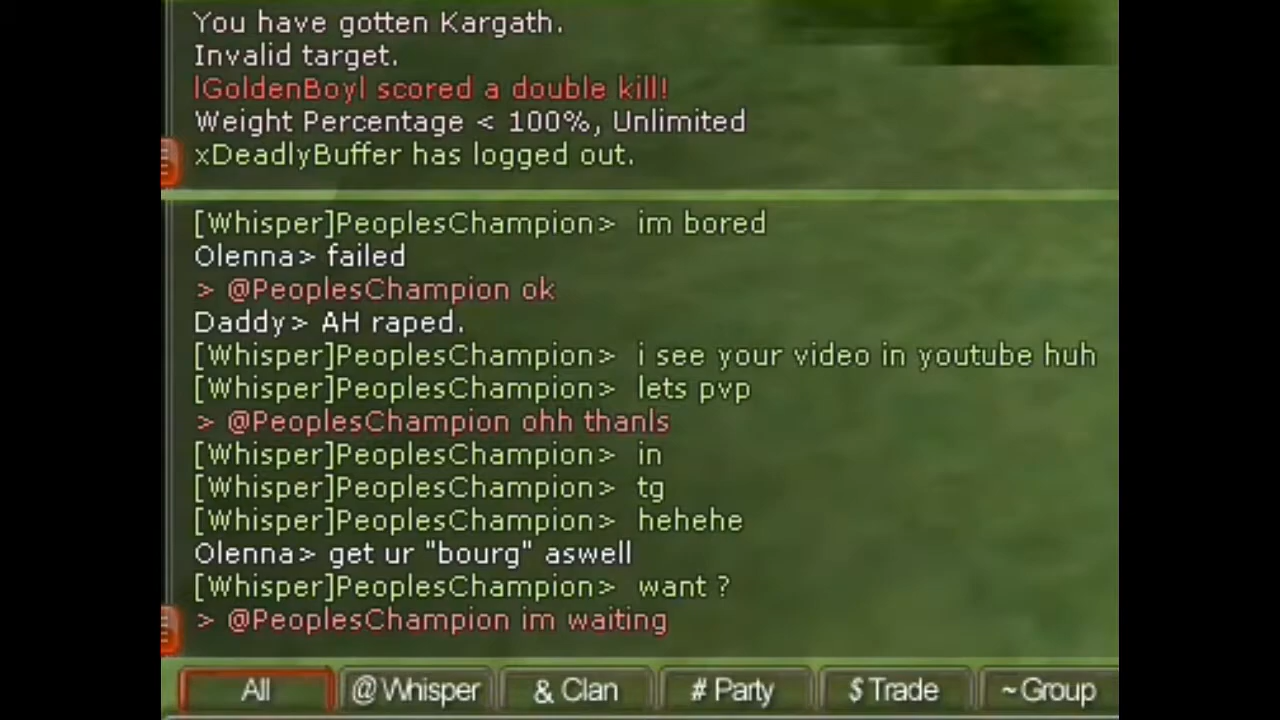 You have gotten Kargath.
Invalid target.
lGoldenBoyl scored a double kill!
Weight Percentage < 100%, Unlimited
xDeadlyBuffer has logged out.
[Whisper]PeoplesChampion> im bored
Olenna> failed
> @PeoplesChampion ok
Daddy> AH raped.
[Whisper]PeoplesChampion> i see your video in youtube huh
[Whisper]PeoplesChampion> lets pvp
> @PeoplesChampion ohh thanls
[Whisper]PeoplesChampion> in
[Whisper]PeoplesChampion> tg
[Whisper]PeoplesChampion> hehehe
Olenna> get ur "bourg" aswell
[Whisper]PeoplesChampion> want ?
> @PeoplesChampion im waiting
All @Whisper & Clan # Party $ Trade ~Group